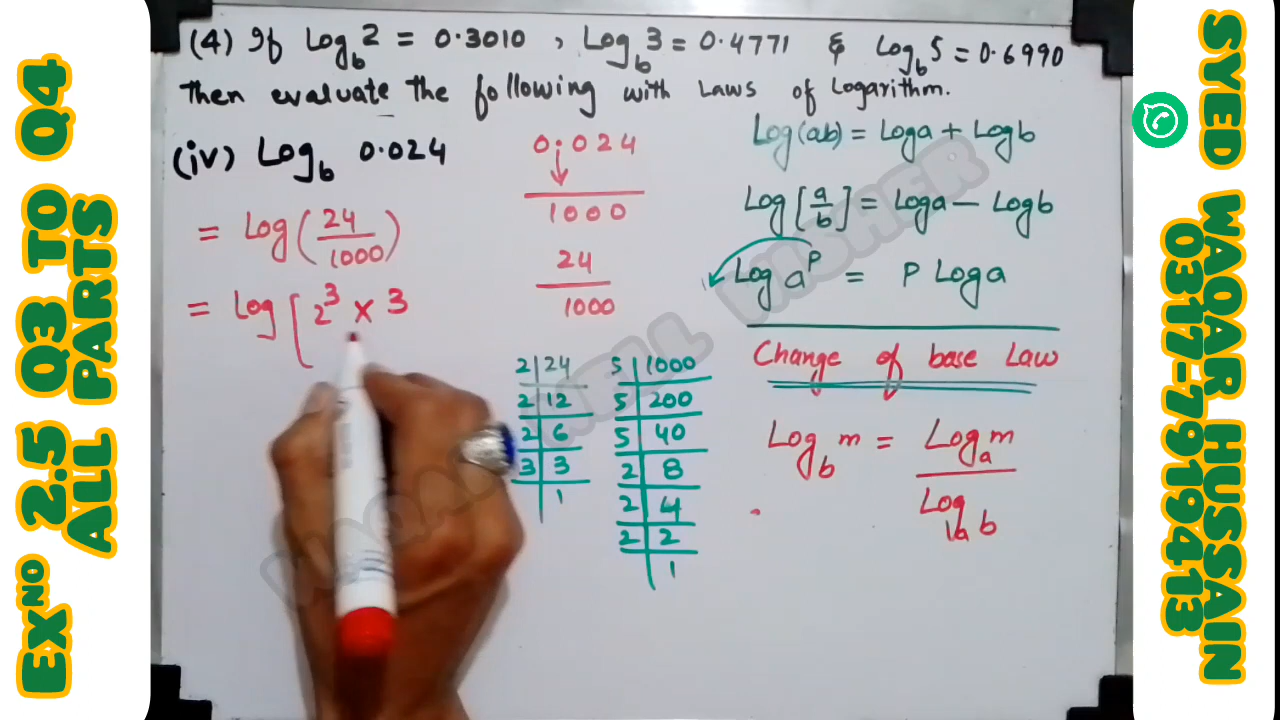 EXNO 2.5 Q3 TO Q4
ALL PARTS
(4) If Log_b 2 = 0.3010 , Log_b 3 = 0.4771 & Log_b 5 = 0.6990
Then evaluate the following with Laws of Logarithm.
(iv) Log_b 0.024
= log(24/1000)
= log[2^3 × 3
0.024
1000
24
1000
2 | 24
2 | 12
2 | 6
3 | 3
1
5 | 1000
5 | 200
5 | 40
2 | 8
2 | 4
2 | 2
1
Log(ab) = Loga + Logb
Log[a/b] = Loga – Logb
Log a^P = P Loga
Change of base Law
Log_b m = Log_a m / Log_a b
SYED WAQAR HUSSAIN
0317-7919413